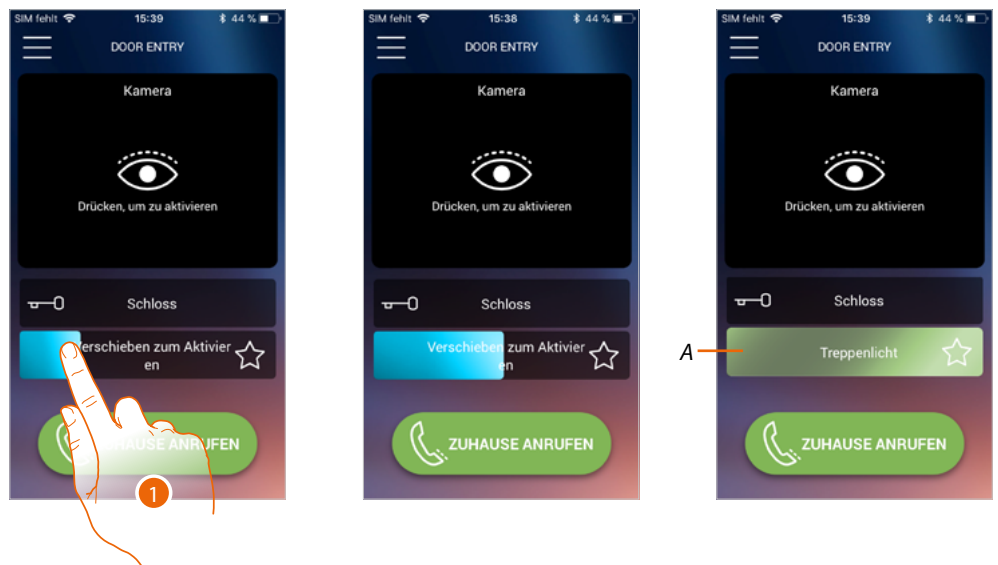 SIM fehlt 15:39 44 %
DOOR ENTRY
Kamera
Drücken, um zu aktivieren
Schloss
Verschieben zum Aktivier
en
ZUHAUSE ANRUFEN
1
SIM fehlt 15:38 44 %
DOOR ENTRY
Kamera
Drücken, um zu aktivieren
Schloss
Verschieben zum Aktivier
en
ZUHAUSE ANRUFEN
SIM fehlt 15:39 44 %
DOOR ENTRY
Kamera
Drücken, um zu aktivieren
Schloss
A
Treppenlicht
ZUHAUSE ANRUFEN